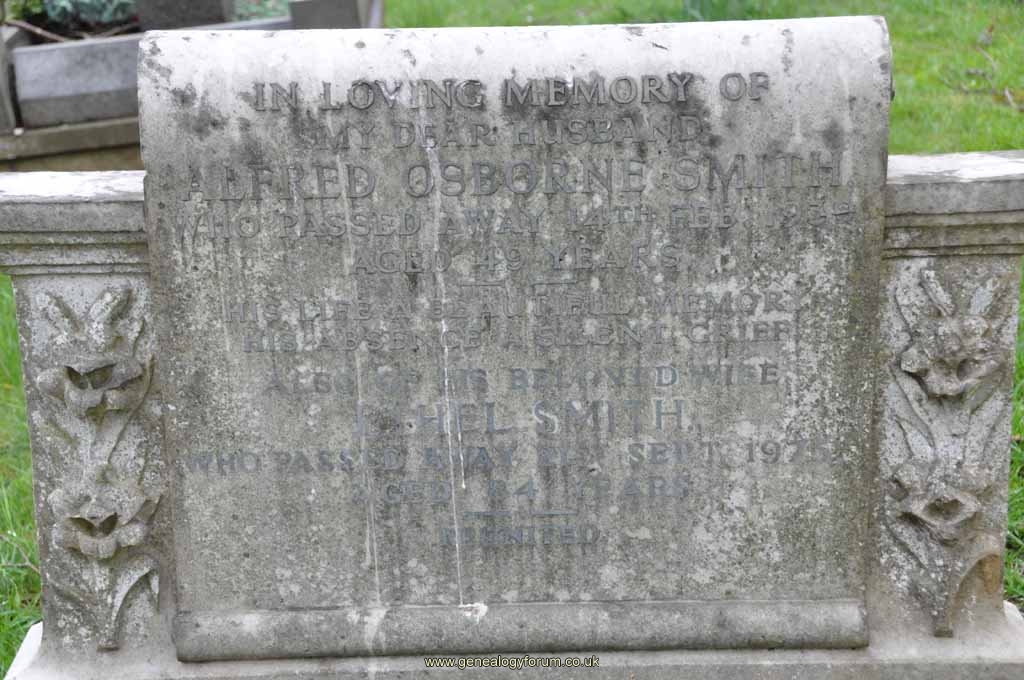 IN LOVING MEMORY OF
MY DEAR HUSBAND
ALFRED OSBORNE SMITH,
WHO PASSED AWAY 14TH FEB.
AGED 49 YEARS.
HIS LIFE A BEAUTIFUL MEMORY
HIS ABSENCE A SILENT GRIEF
ALSO OF HIS BELOVED WIFE,
ETHEL SMITH,
WHO PASSED AWAY SEPT. 1975,
AGED 84 YEARS
REUNITED
www.genealogyforum.co.uk